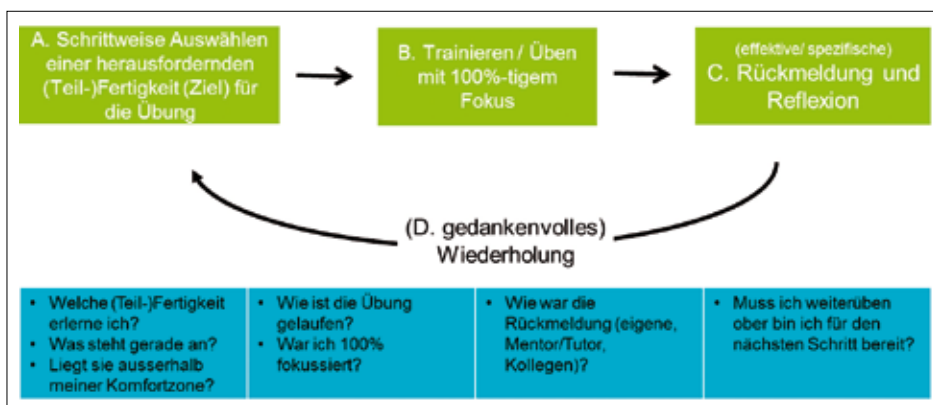 A. Schrittweise Auswählen
einer herausfordernden
(Teil-)Fertigkeit (Ziel) für
die Übung
B. Trainieren / Üben
mit 100%-tigem
Fokus
(effektive/ spezifische)
C. Rückmeldung und
Reflexion
(D. gedankenvolles)
Wiederholung
• Welche (Teil-)Fertigkeit
erlerne ich?
• Was steht gerade an?
• Liegt sie ausserhalb
meiner Komfortzone?
• Wie ist die Übung
gelaufen?
• War ich 100%
fokussiert?
• Wie war die
Rückmeldung (eigene,
Mentor/Tutor,
Kollegen)?
• Muss ich weiterüben
ober bin ich für den
nächsten Schritt bereit?